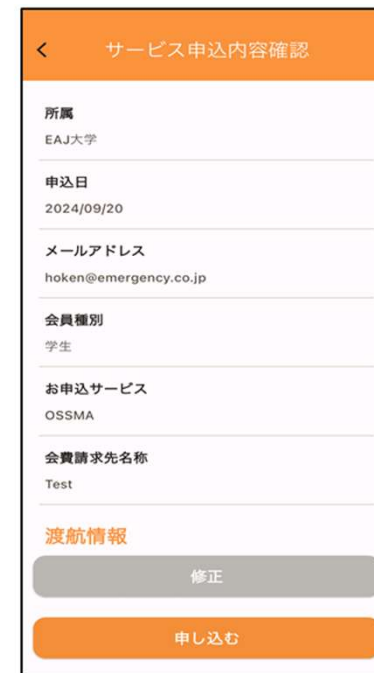 サービス申込内容確認
所属
EAJ大学
申込日
2024/09/20
メールアドレス
hoken@emergency.co.jp
会員種別
学生
お申込サービス
OSSMA
会費請求先名称
Test
渡航情報
修正
申し込む